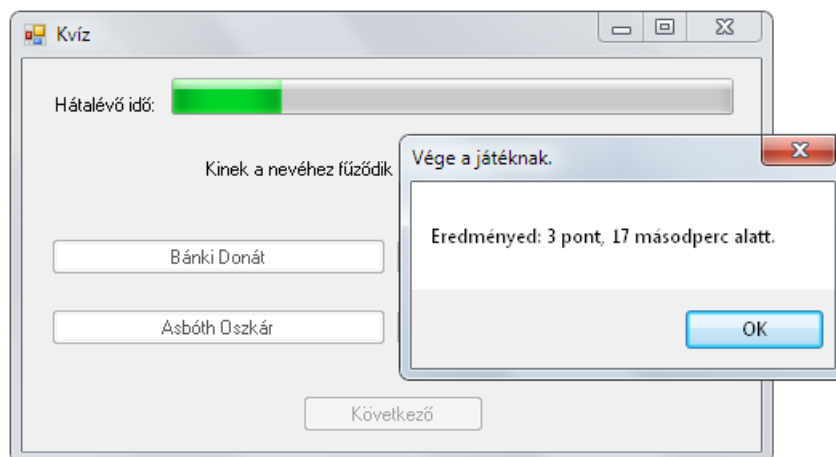 Kvíz
Hátalévő idő:
Kinek a nevéhez fűződik
Bánki Donát
Asbóth Oszkár
Következő
Vége a játéknak.
Eredményed: 3 pont, 17 másodperc alatt.
OK